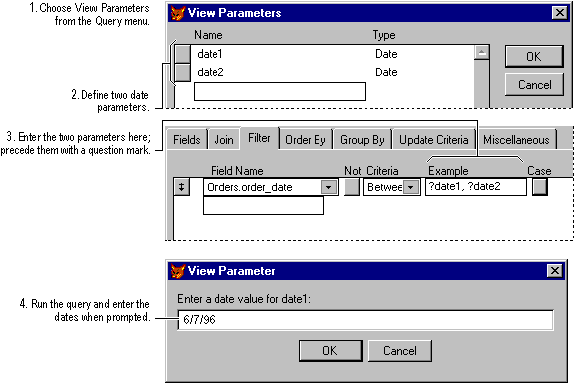 1. Choose View Parameters
from the Query menu.
View Parameters
Name Type
date1 Date
date2 Date
OK
Cancel
2. Define two date
parameters.
3. Enter the two parameters here;
precede them with a question mark.
Fields Join Filter Order Ey Group By Update Criteria Miscellaneous
Field Name Not Criteria Example Case
Orders.order_date Betwee ?date1, ?date2
View Parameter
Enter a date value for date1:
4. Run the query and enter the
dates when prompted.
6/7/96
OK Cancel